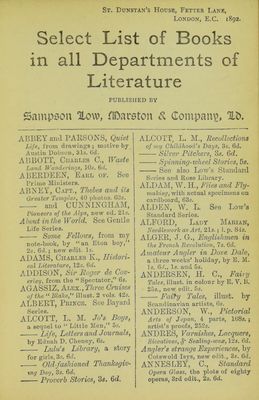 ST. DUNSTAN'S HOUSE, FETTER LANE,
LONDON, E.C. 1892.
Select List of Books
in all Departments of
Literature
PUBLISHED BY
Sampson Low, Marston & Company, Ld.
ABBEY and PARSONS, Quiet
Life, from drawings; motive by
Austin Dobson, 31s. 6d.
ABBOTT, CHARLES C., Waste
Land Wanderings, 10s. 6d.
ABERDEEN, EARL OF. See
Prime Ministers.
ABNEY, CAPT., Thebes and its
Greater Temples, 40 photos. 63s.
—— and CUNNINGHAM,
Pioneers of the Alps, new ed. 21s.
About in the World. See Gentle
Life Series.
—— Some Fellows, from my
note-book, by "an Eton boy,"
2s. 6d.; new edit. 1s.
ADAMS, CHARLES K., Histori-
cal Literature, 12s. 6d.
ADDISON, Sir Roger de Cov-
erley, from the "Spectator," 6s.
AGASSIZ, ALEX., Three Cruises
of the "Blake," illust. 2 vols. 42s.
ALBERT, PRINCE. See Bayard
Series.
ALCOTT, L. M. Jo's Boys,
a sequel to "Little Men," 5s.
—— Life, Letters and Journals,
by Ednah D. Cheney, 6s.
—— Lulu's Library, a story
for girls, 3s. 6d.
—— Old-fashioned Thanksgiv-
ing Day, 3s. 6d.
—— Proverb Stories, 3s. 6d.
ALCOTT, L. M., Recollections
of my Childhood's Days, 3s. 6d.
—— Silver Pitchers, 3s. 6d.
—— Spinning-wheel Stories, 5s.
—— See also Low's Standard
Series and Rose Library.
ALDAM, W. H., Flies and Fly-
making, with actual specimens on
cardboard, 63s.
ALDEN, W. L. See Low's
Standard Series.
ALFORD, LADY MARIAN,
Needlework as Art, 21s.; l. p. 84s.
ALGER, J. G., Englishmen in
the French Revolution, 7s. 6d.
Amateur Angler in Dove Dale,
a three weeks' holiday, by E. M.
1s. 6d., 1s. and 5s.
ANDERSEN, H. C., Fairy
Tales, illust. in colour by E. V. B.
25s., new edit. 5s.
—— Fairy Tales, illust. by
Scandinavian artists, 6s.
ANDERSON, W., Pictorial
Arts of Japan, 4 parts, 168s.;
artist's proofs, 252s.
ANDRES, Varnishes, Lacquers,
Siccatives, & Sealing-wax, 12s. 6d.
Angler's strange Experiences, by
Cotswold Isys, new edit., 3s. 6d.
ANNESLEY, C., Standard
Opera Glass, the plots of eighty
operas, 3rd edit., 2s. 6d.